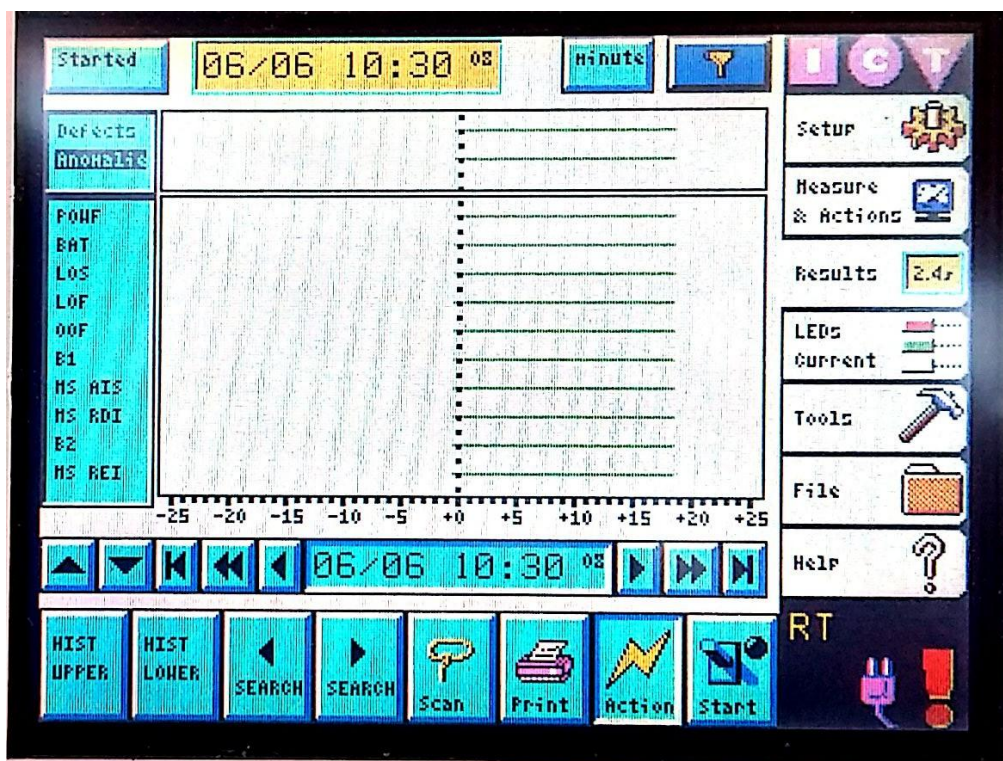 Started
06/06 10:30 08
Minute
I C T
Defects
Anomalie
Setup
Measure
& Actions
POWF
BAT
LOS
LOF
OOF
B1
MS AIS
MS RDI
B2
MS REI
Results
2.4s
LEDs
Current
Tools
File
Help
-25 -20 -15 -10 -5 +0 +5 +10 +15 +20 +25
06/06 10:30 08
HIST
UPPER
HIST
LOWER
SEARCH
SEARCH
Scan
Print
Action
Start
RT